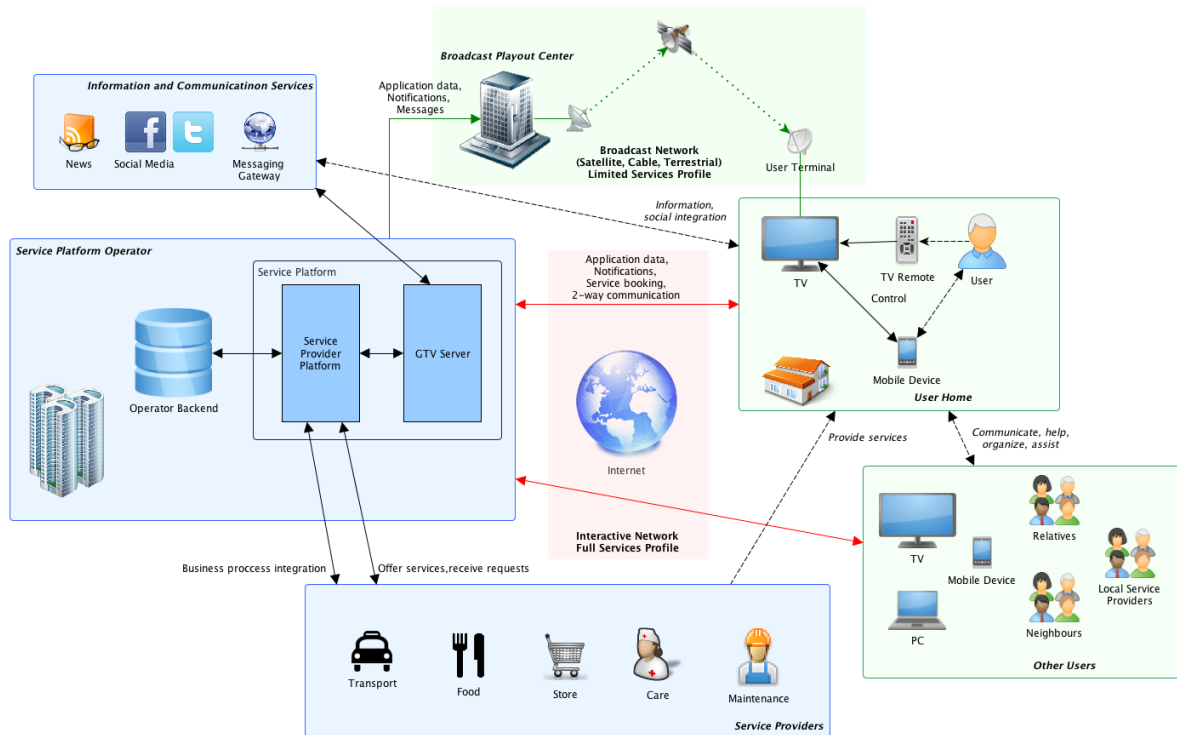 Broadcast Playout Center
Information and Communicatinon Services
News
Social Media
Messaging
Gateway
Application data,
Notifications,
Messages
Broadcast Network
(Satellite, Cable, Terrestrial)
Limited Services Profile
User Terminal
Information,
social integration
Service Platform Operator
Service Platform
Service
Provider
Platform
GTV Server
Operator Backend
Application data,
Notifications,
Service booking,
2-way communication
Internet
Interactive Network
Full Services Profile
TV
TV Remote
User
Control
Mobile Device
User Home
Provide services
Communicate, help,
organize, assist
TV
Mobile Device
PC
Relatives
Local Service
Providers
Neighbours
Other Users
Business proccess integration
Offer services,receive requests
Transport
Food
Store
Care
Maintenance
Service Providers